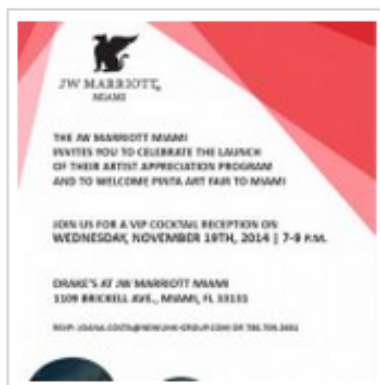 JW MARRIOTT®
MIAMI
THE JW MARRIOTT MIAMI
INVITES YOU TO CELEBRATE THE LAUNCH
OF THEIR ARTIST APPRECIATION PROGRAM
AND TO WELCOME PINTA ART FAIR TO MIAMI
JOIN US FOR A VIP COCKTAIL RECEPTION ON
WEDNESDAY, NOVEMBER 19TH, 2014 | 7-9 P.M.
DRAKE'S AT JW MARRIOTT MIAMI
1109 BRICKELL AVE., MIAMI, FL 33131
RSVP: OR